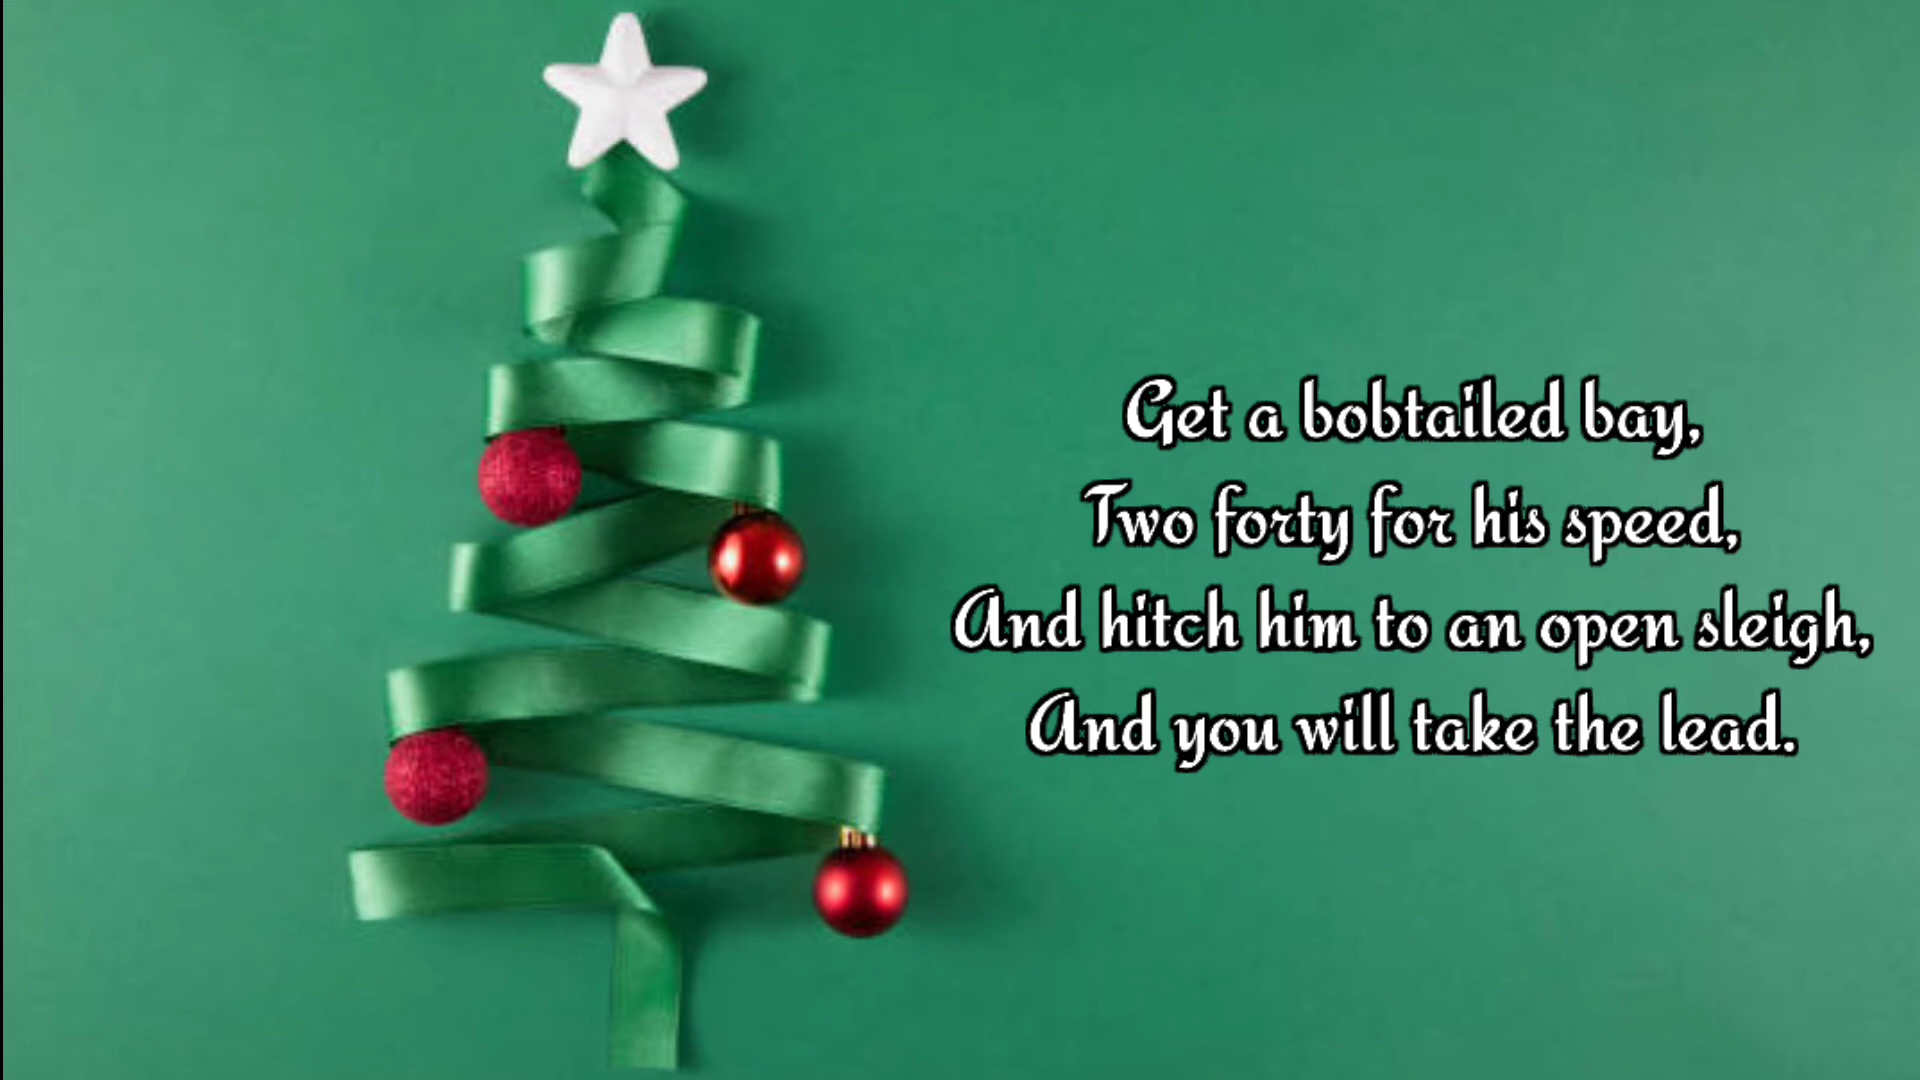 Get a bobtailed bay,
Two forty for his speed,
And hitch him to an open sleigh,
And you will take the lead.